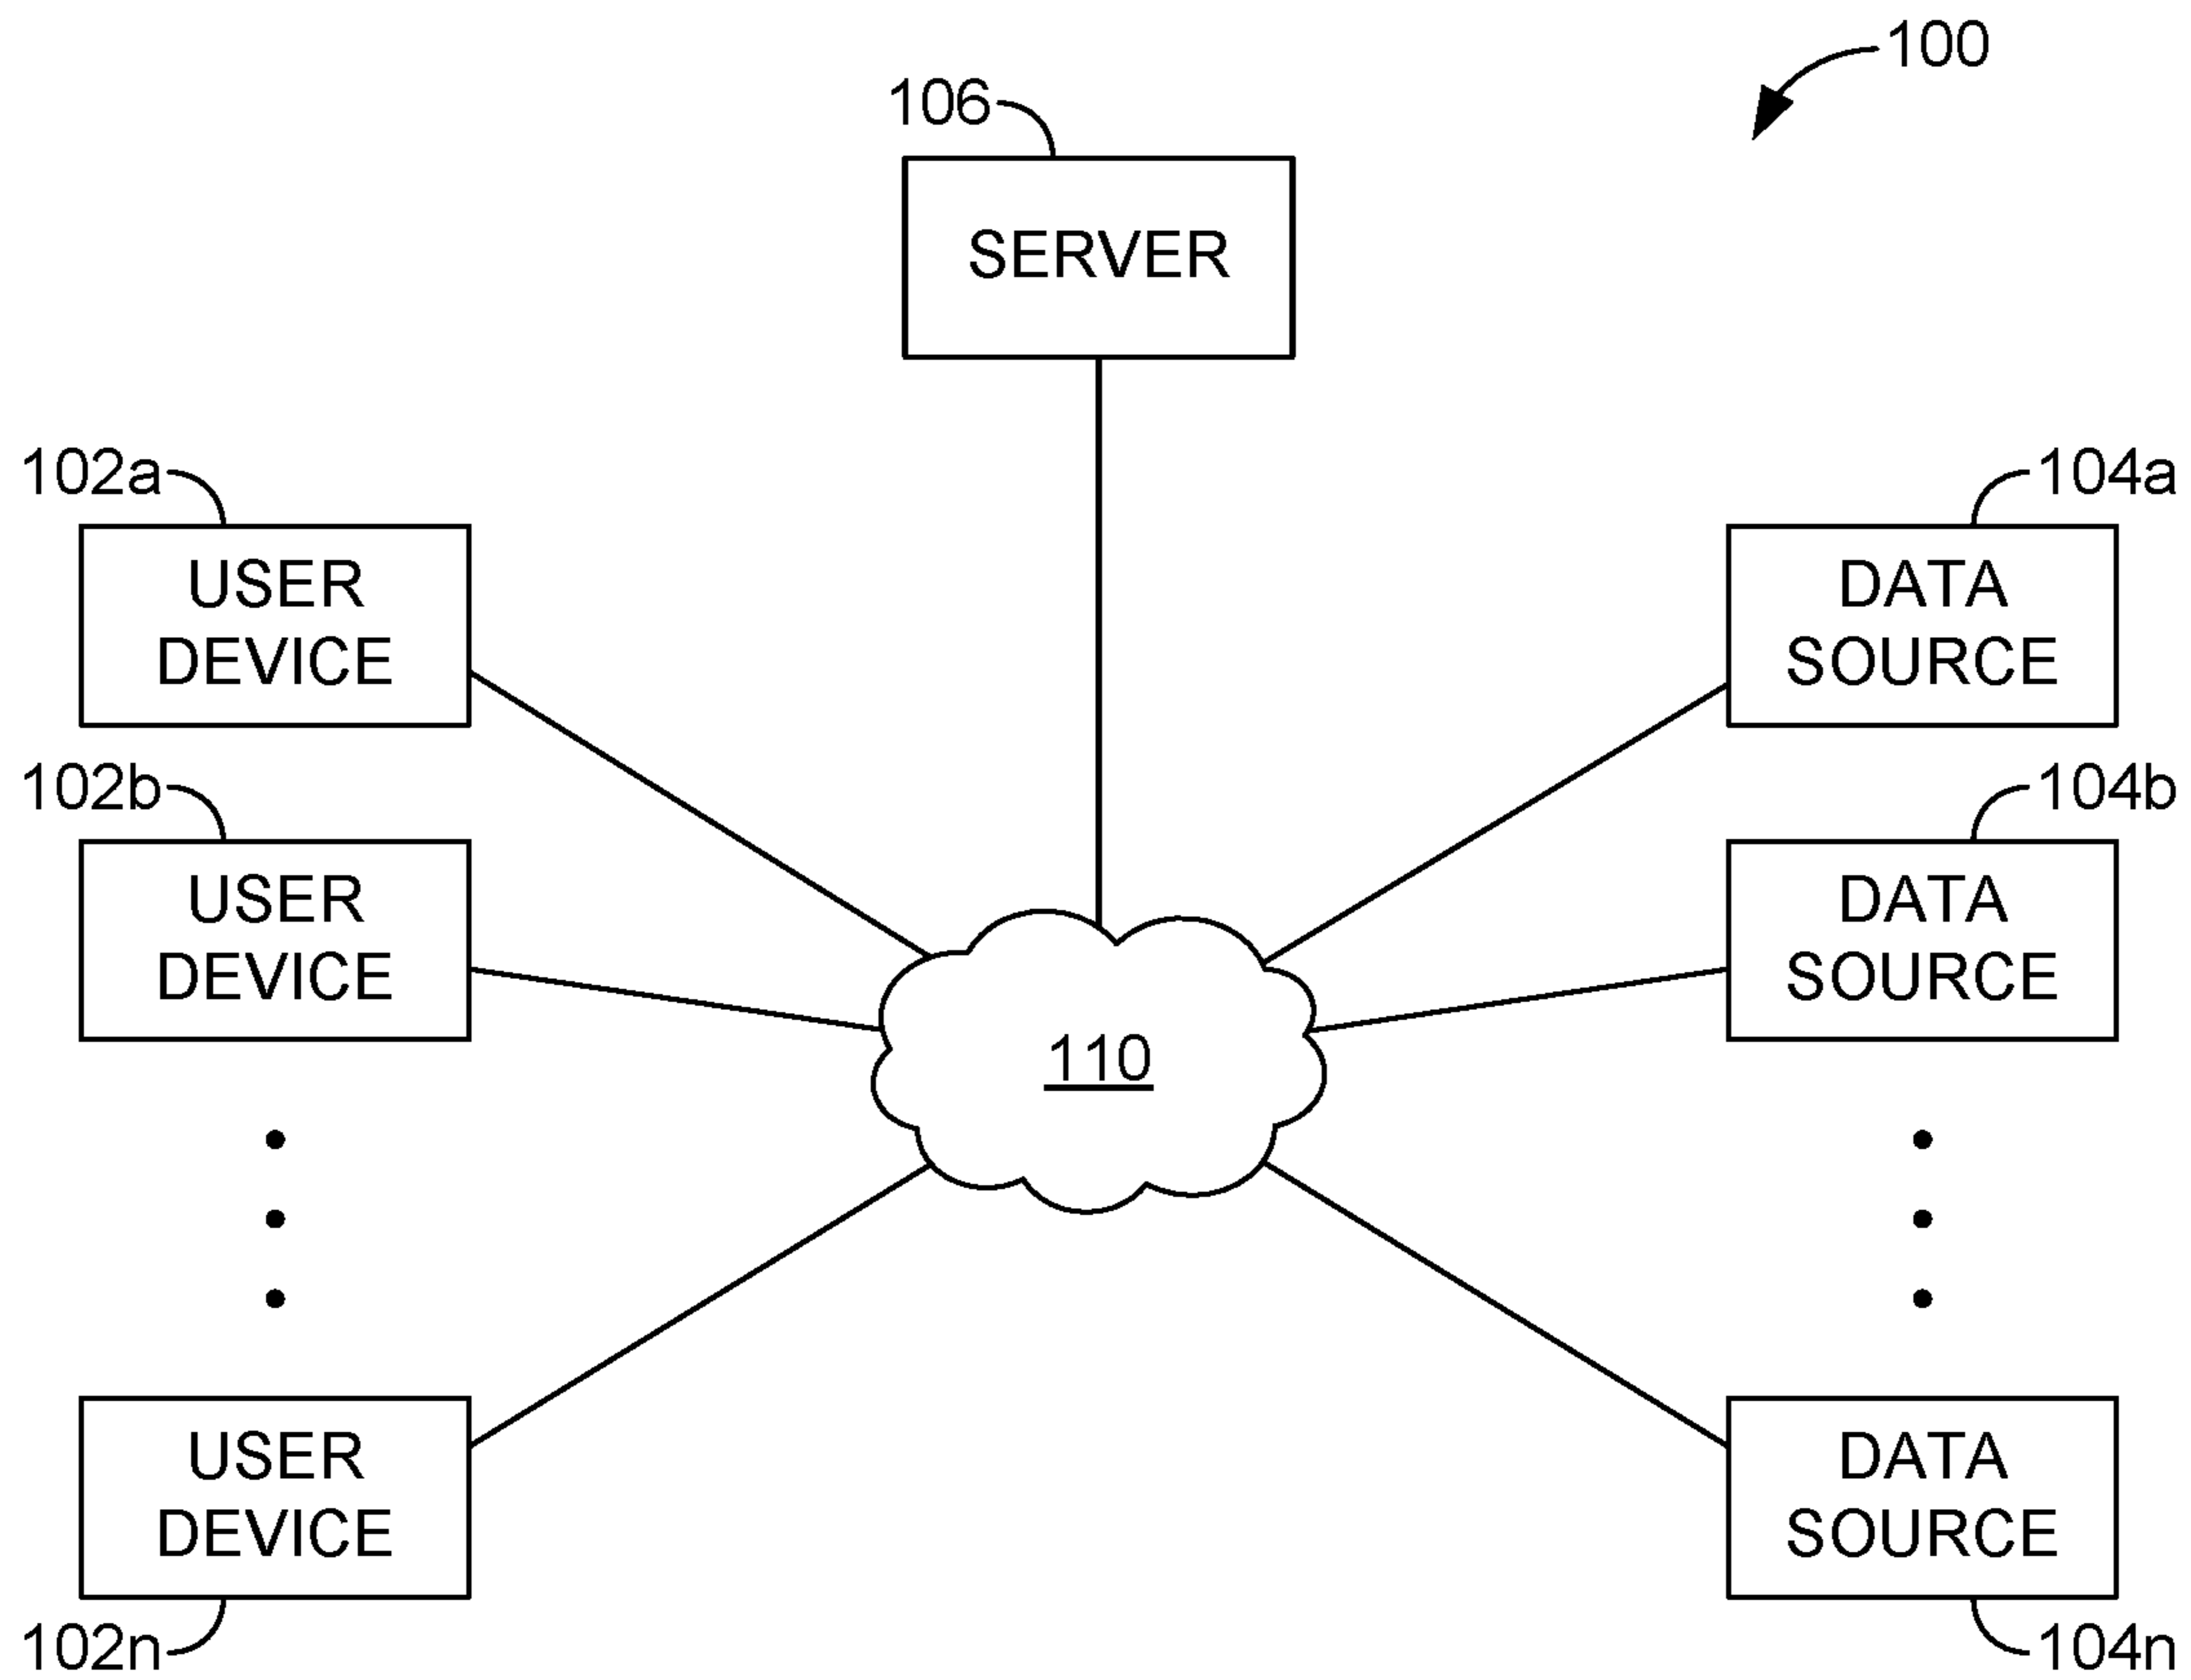 100
106
SERVER
102a
USER
DEVICE
104a
DATA
SOURCE
102b
USER
DEVICE
104b
DATA
SOURCE
110
USER
DEVICE
102n
DATA
SOURCE
104n